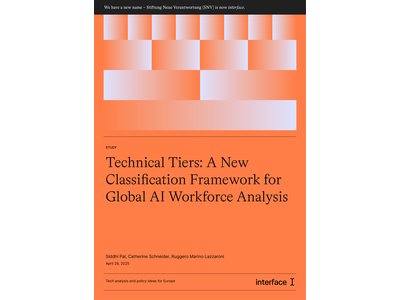 We have a new name – Stiftung Neue Verantwortung (SNV) is now interface.
STUDY
Technical Tiers: A New
Classification Framework for
Global AI Workforce Analysis
Siddhi Pal, Catherine Schneider, Ruggero Marino Lazzaroni
April 28, 2025
Tech analysis and policy ideas for Europe
interface